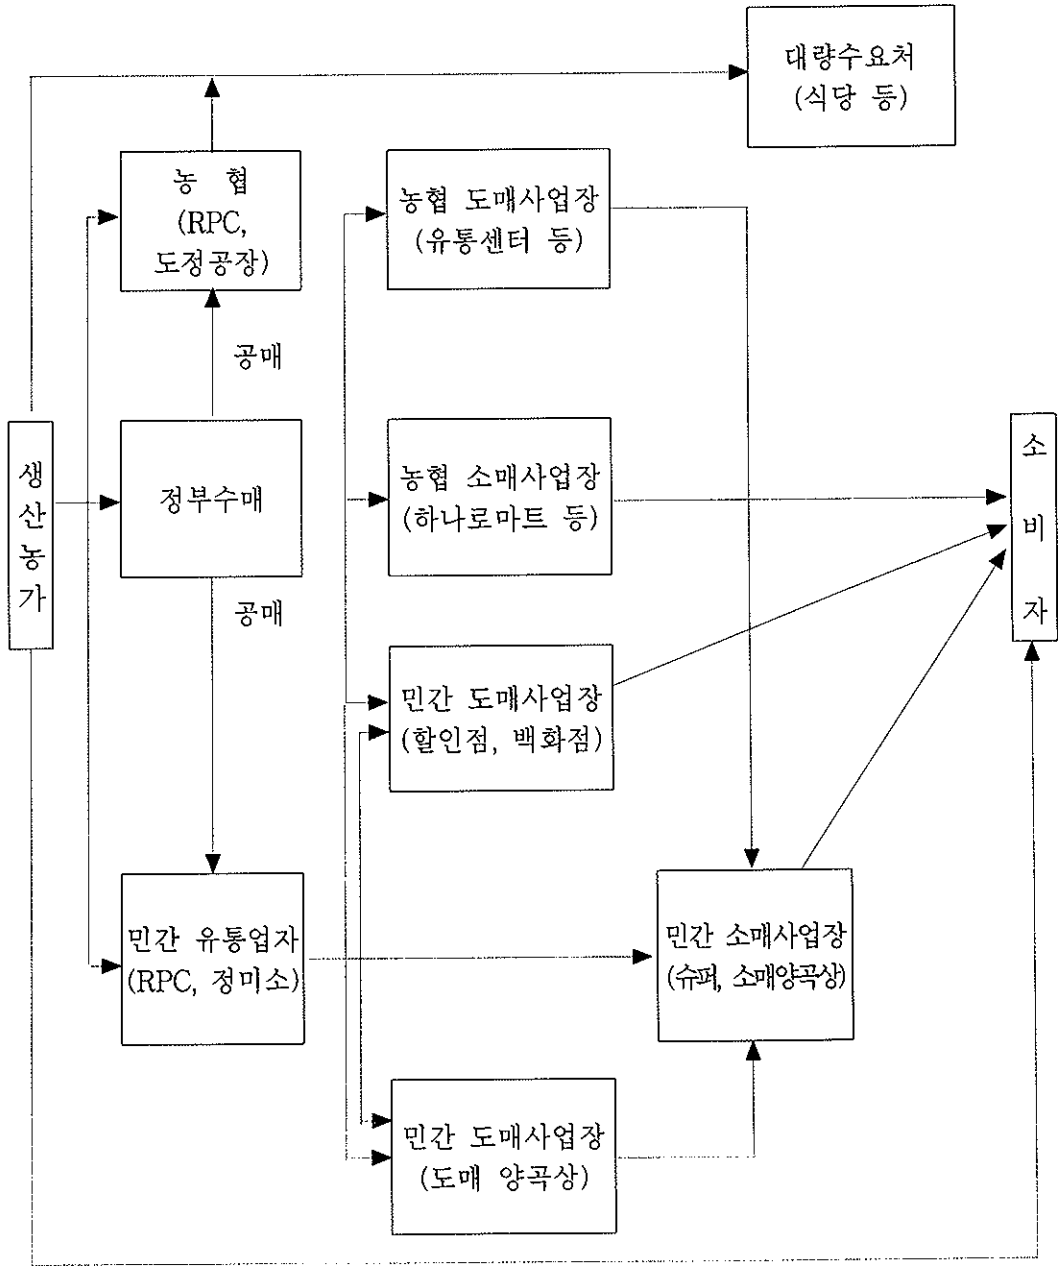 대량수요처
(식당 등)
농 협
(RPC,
도정공장)
농협 도매사업장
(유통센터 등)
공매
생산농가
정부수매
농협 소매사업장
(하나로마트 등)
소비자
공매
민간 도매사업장
(할인점, 백화점)
민간 유통업자
(RPC, 정미소)
민간 소매사업장
(슈퍼, 소매양곡상)
민간 도매사업장
(도매 양곡상)